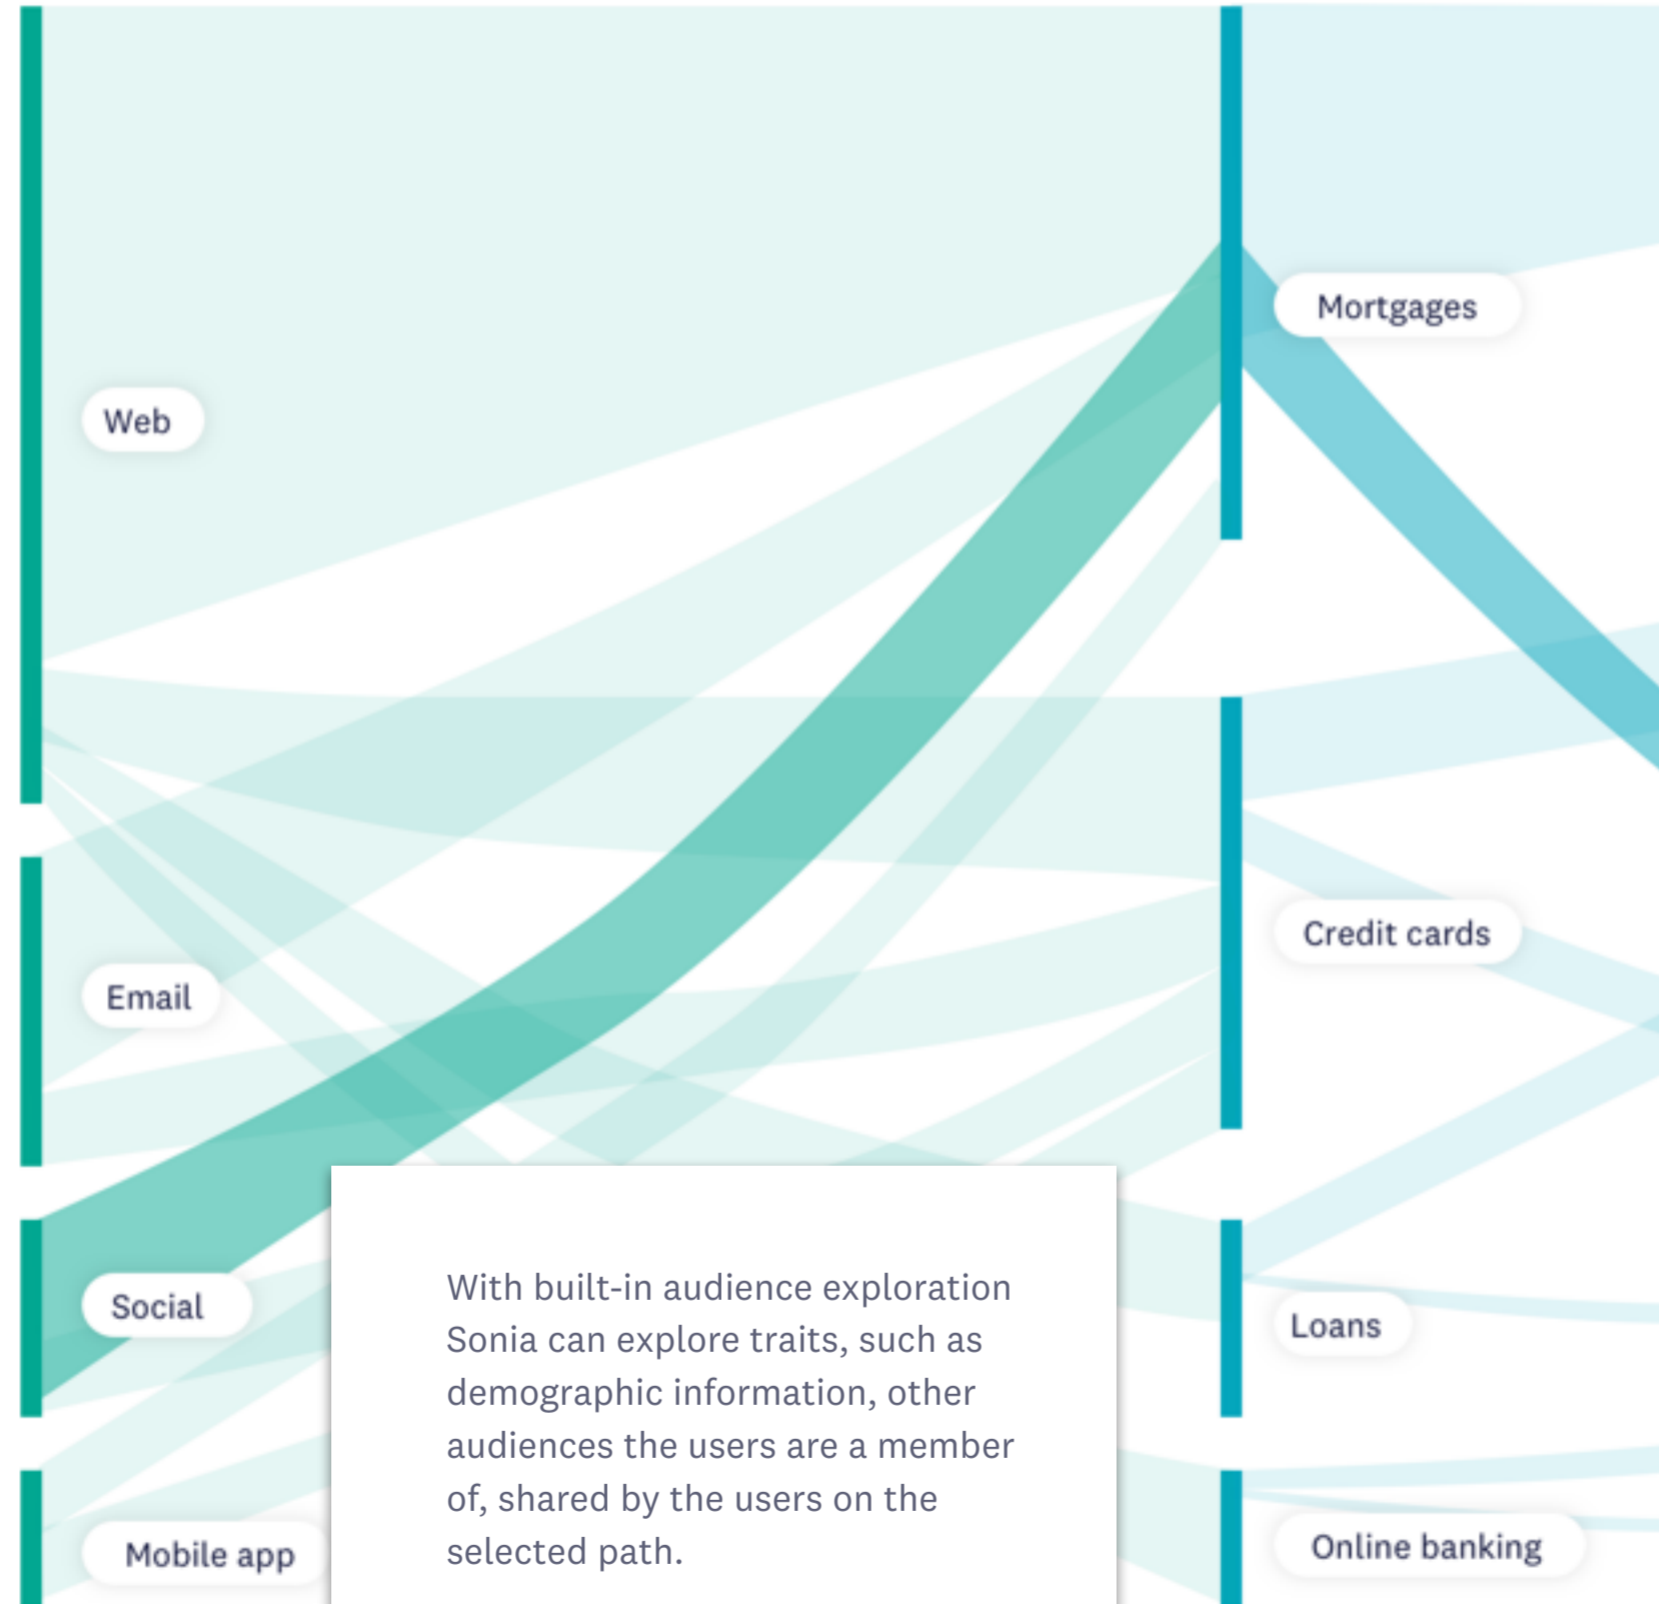 Mortgages
Web
Credit cards
Email
Social
Loans
Mobile app
Online banking
With built-in audience exploration
Sonia can explore traits, such as
demographic information, other
audiences the users are a member
of, shared by the users on the
selected path.